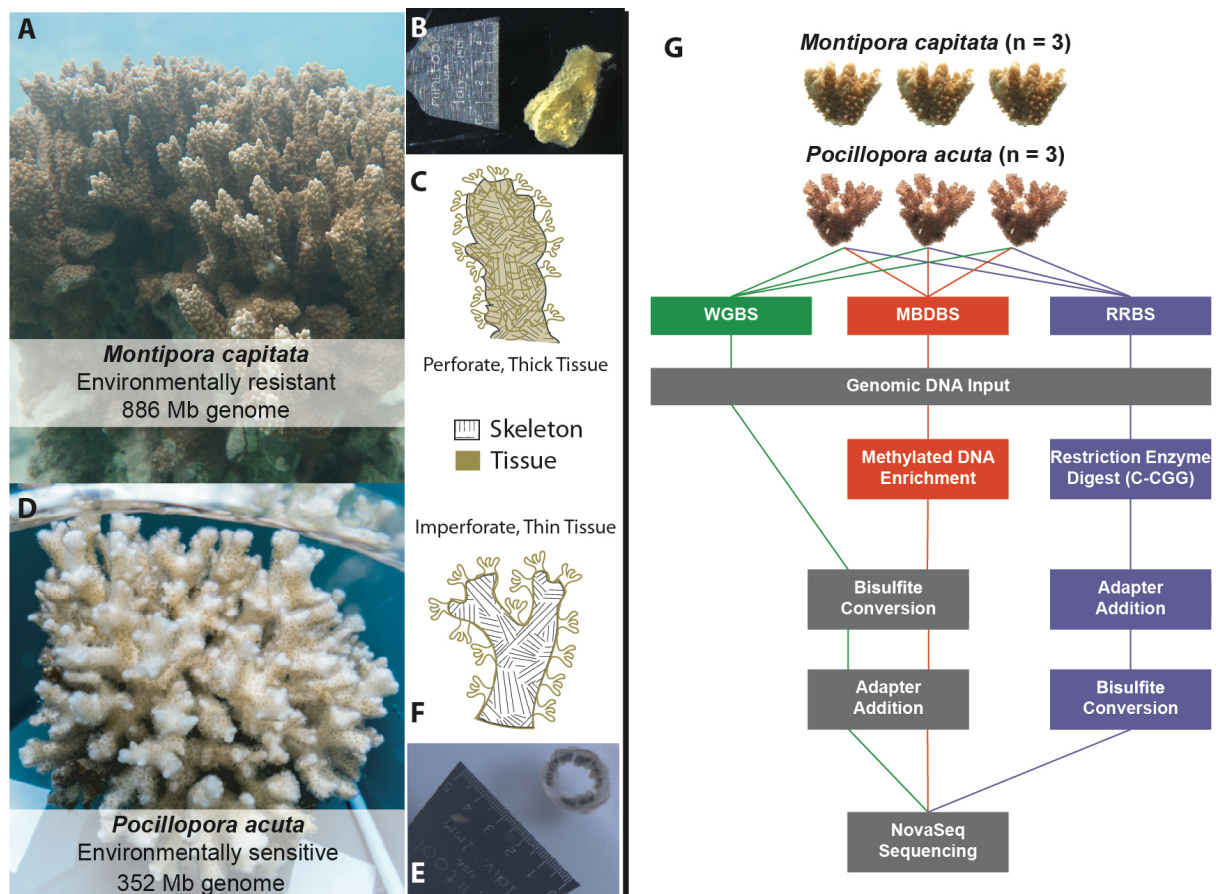 A
Montipora capitata
Environmentally resistant
886 Mb genome
B
USA
C
Perforate, Thick Tissue
Skeleton
Tissue
Imperforate, Thin Tissue
D
Pocillopora acuta
Environmentally sensitive
352 Mb genome
F
E
USA
G
Montipora capitata (n = 3)
Pocillopora acuta (n = 3)
WGBS
MBDBS
RRBS
Genomic DNA Input
Methylated DNA
Enrichment
Restriction Enzyme
Digest (C-CGG)
Bisulfite
Conversion
Adapter
Addition
Adapter
Addition
Bisulfite
Conversion
NovaSeq
Sequencing